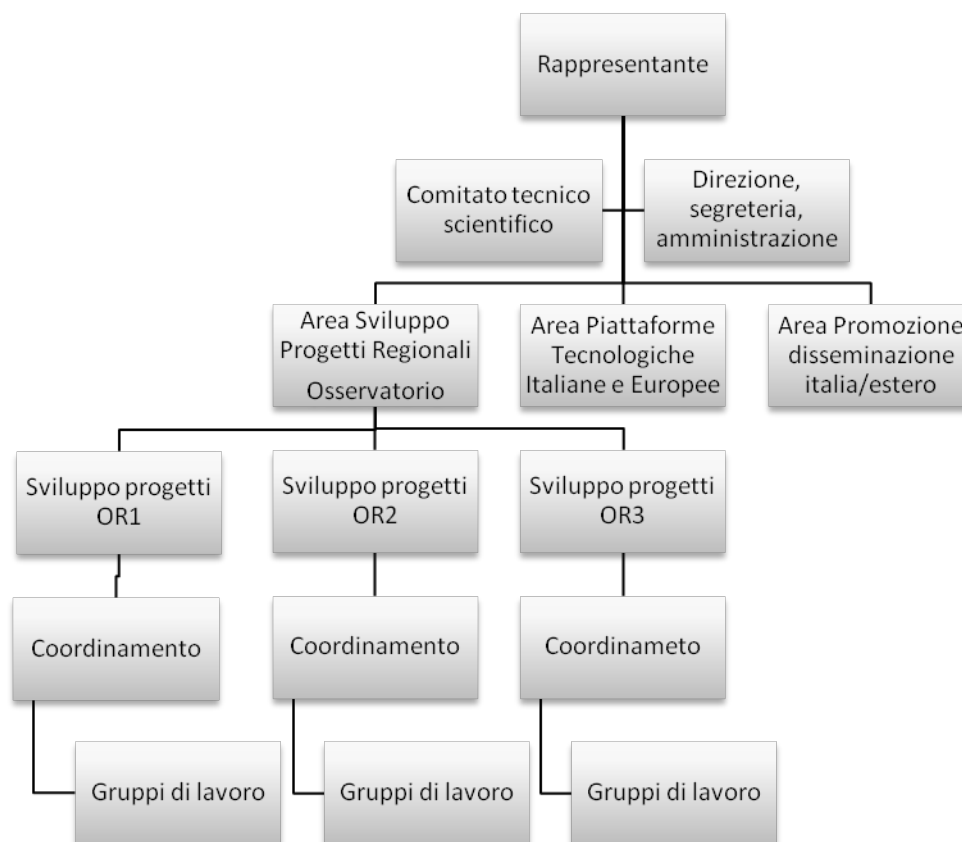 Rappresentante
Comitato tecnico
scientifico
Direzione,
segreteria,
amministrazione
Area Sviluppo
Progetti Regionali
Osservatorio
Area Piattaforme
Tecnologiche
Italiane e Europee
Area Promozione
disseminazione
italia/estero
Sviluppo progetti
OR1
Sviluppo progetti
OR2
Sviluppo progetti
OR3
Coordinamento
Coordinamento
Coordinameto
Gruppi di lavoro
Gruppi di lavoro
Gruppi di lavoro